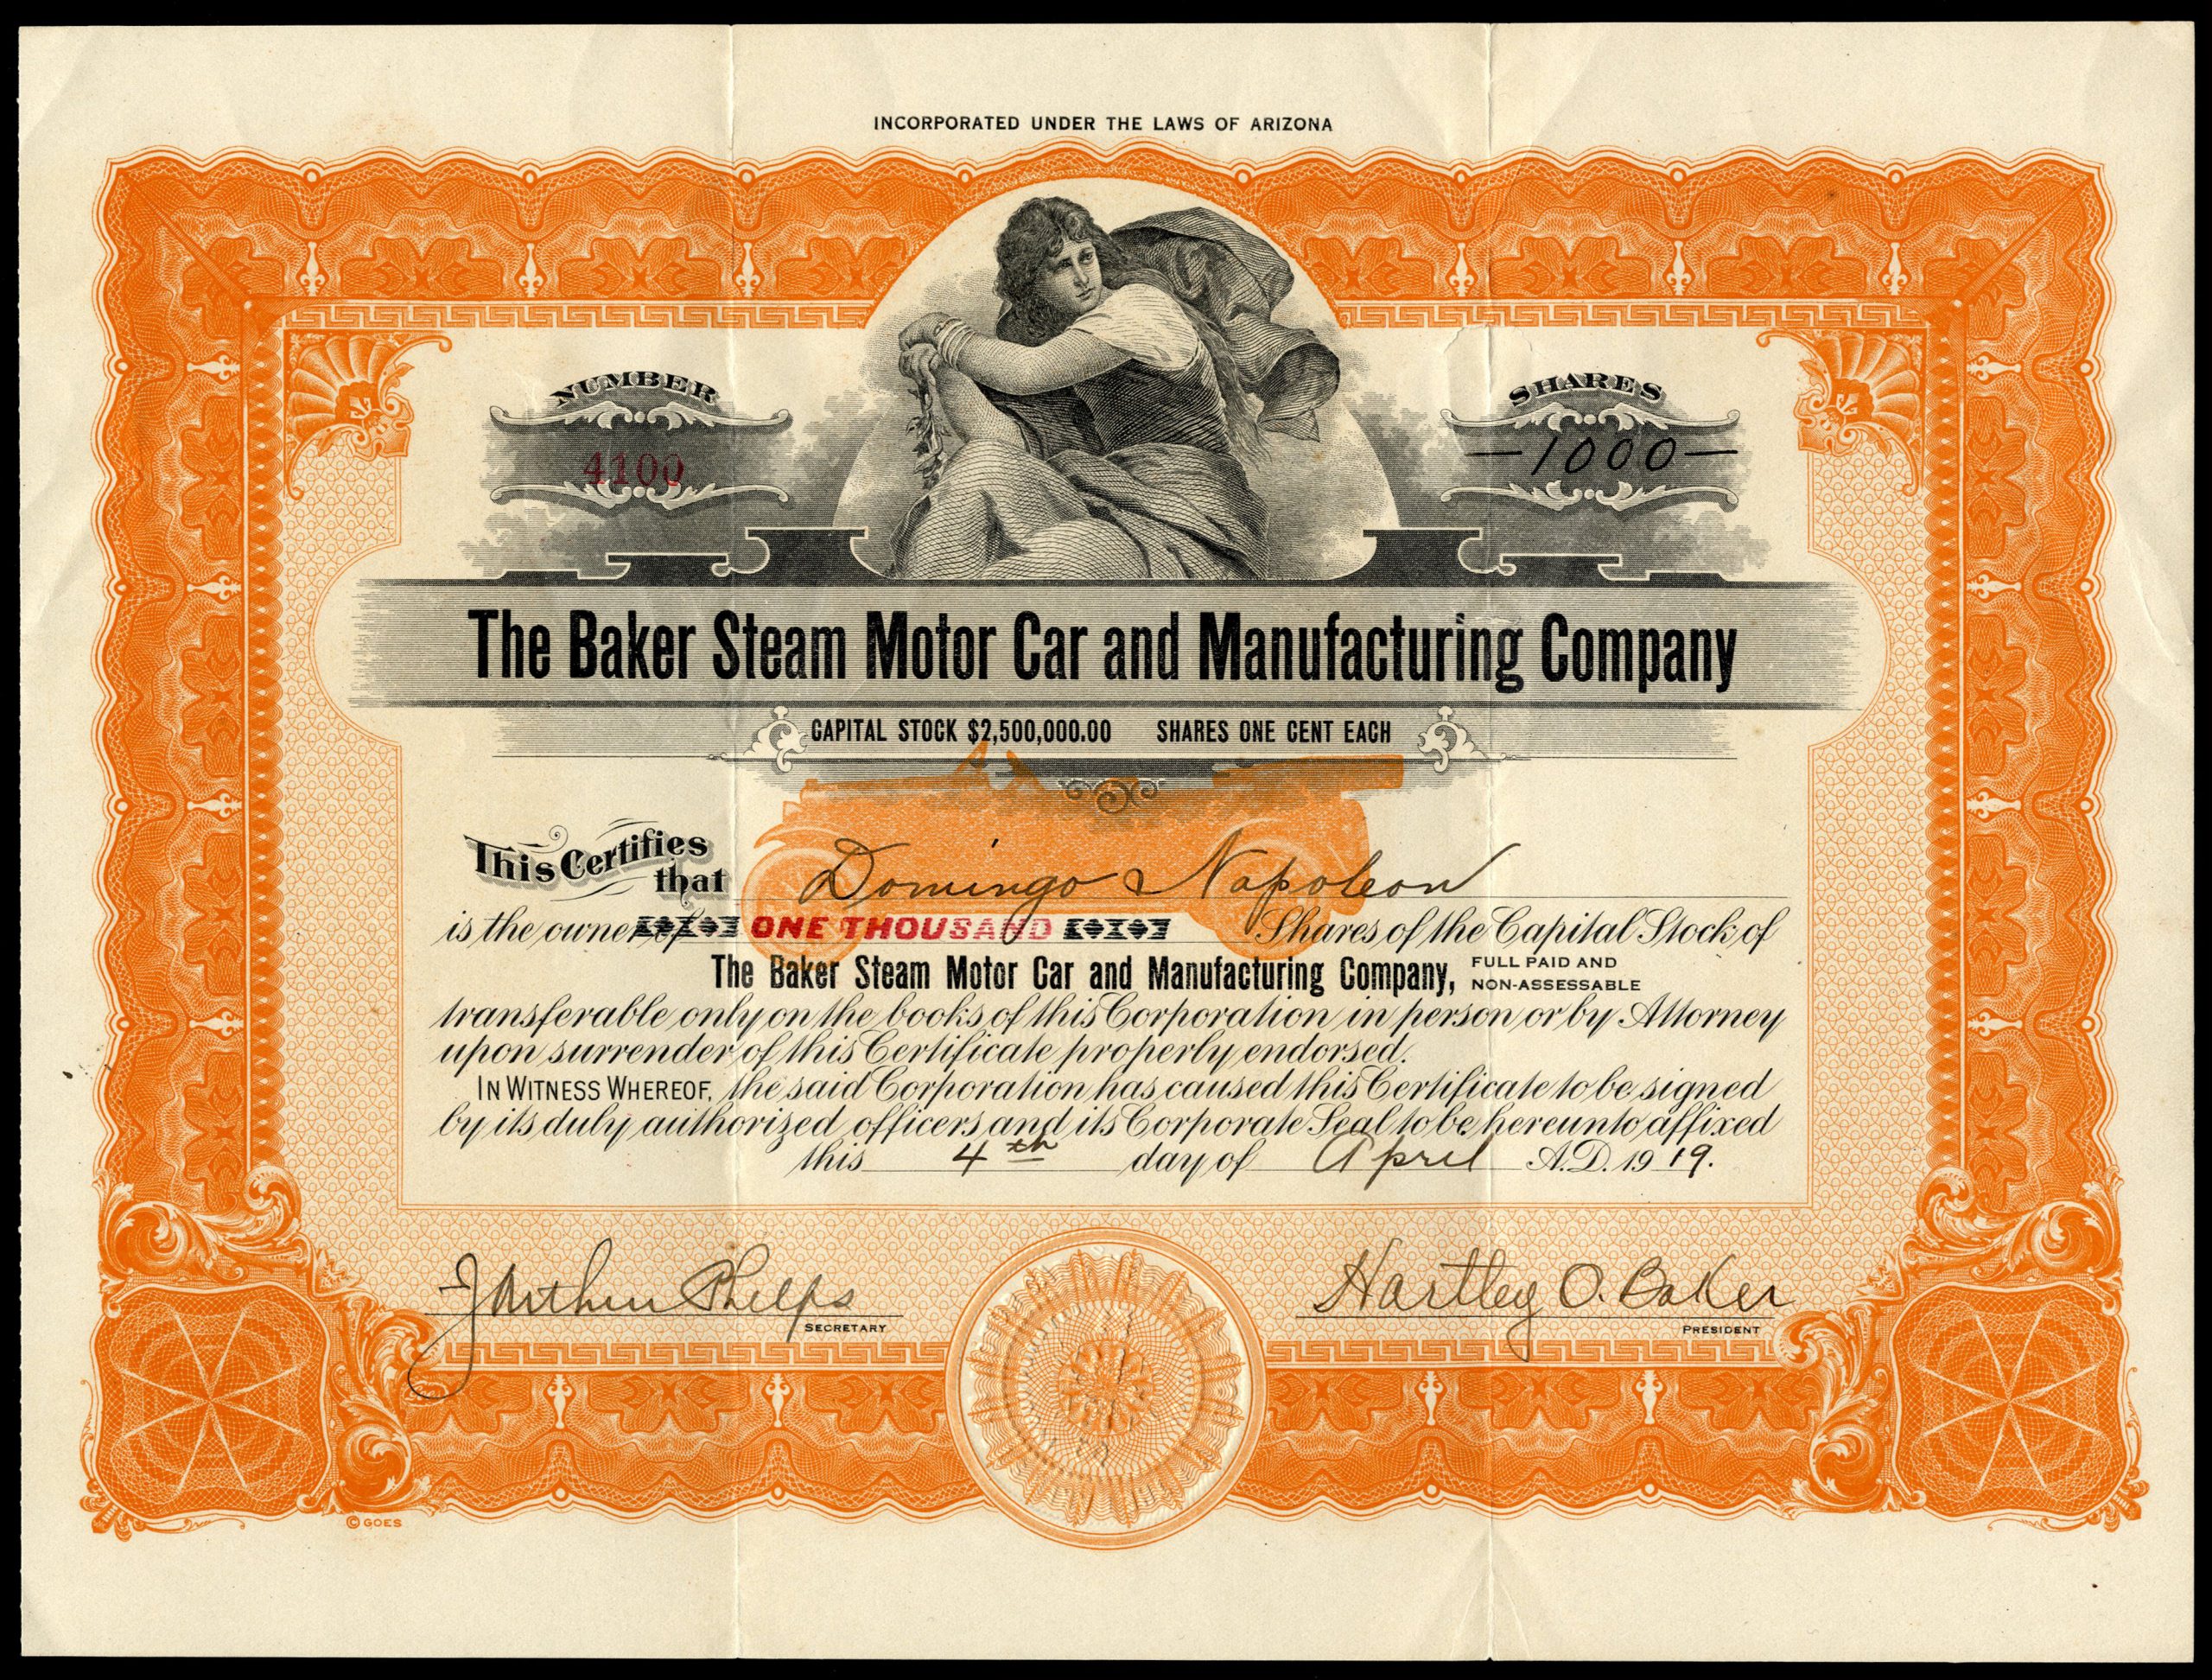 INCORPORATED UNDER THE LAWS OF ARIZONA
NUMBER
4100
SHARES
—1000—
The Baker Steam Motor Car and Manufacturing Company
CAPITAL STOCK $2,500,000.00 SHARES ONE CENT EACH
This Certifies
that Domingo & Napoleon
is the owner of ONE THOUSAND Shares of the Capital Stock of
The Baker Steam Motor Car and Manufacturing Company, FULL PAID AND
NON-ASSESSABLE
transferable only on the books of this Corporation in person or by Attorney
upon surrender of this Certificate properly endorsed.
IN WITNESS WHEREOF, the said Corporation has caused this Certificate to be signed
by its duly authorized officers and its Corporate Seal to be hereunto affixed
this 4th day of April A.D. 1919.
J Arthur Phelps
SECRETARY
Hartley O. Baker
PRESIDENT
© GOES